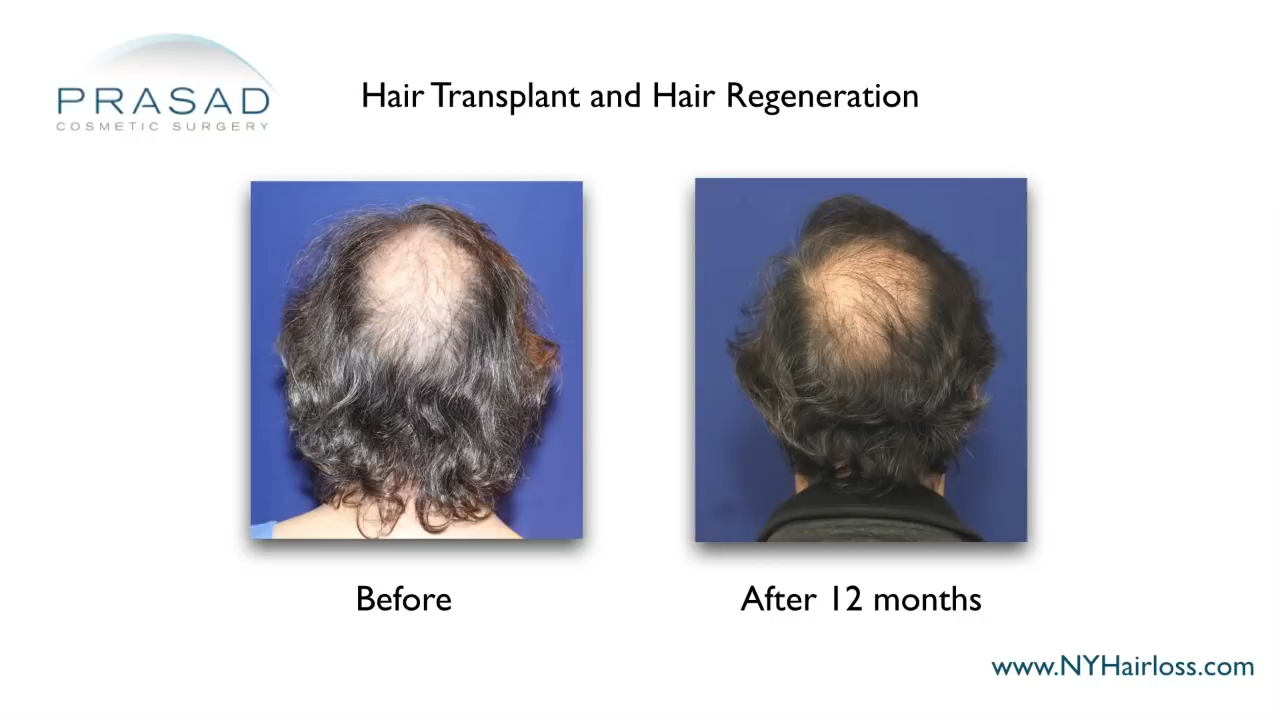 PRASAD
COSMETIC SURGERY
Hair Transplant and Hair Regeneration
Before
After 12 months
www.NYHairloss.com